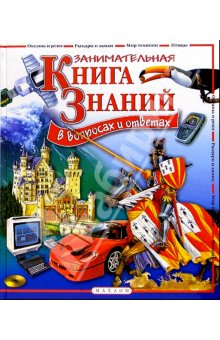 Океаны и реки Рыцари и замки Мир техники Птицы
ЗАНИМАТЕЛЬНАЯ
КНИГА
ЗНАНИЙ
в вопросах и ответах
МАХАОН